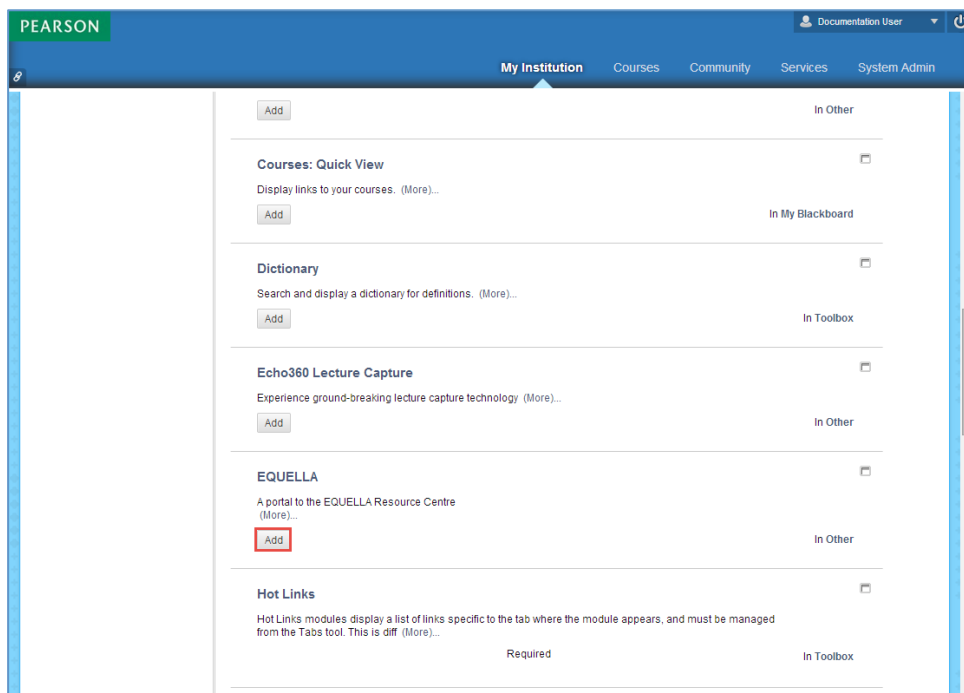 PEARSON
Documentation User
My Institution Courses Community Services System Admin
Add In Other
Courses: Quick View
Display links to your courses. (More)...
Add In My Blackboard
Dictionary
Search and display a dictionary for definitions. (More)...
Add In Toolbox
Echo360 Lecture Capture
Experience ground-breaking lecture capture technology (More)...
Add In Other
EQUELLA
A portal to the EQUELLA Resource Centre
(More)...
Add In Other
Hot Links
Hot Links modules display a list of links specific to the tab where the module appears, and must be managed
from the Tabs tool. This is diff (More)...
Required In Toolbox